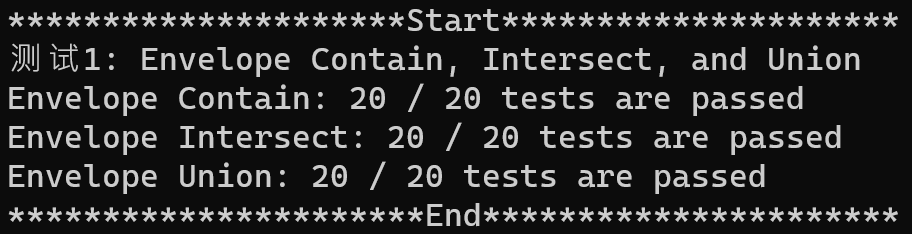 *********************Start*********************
测试1: Envelope Contain, Intersect, and Union
Envelope Contain: 20 / 20 tests are passed
Envelope Intersect: 20 / 20 tests are passed
Envelope Union: 20 / 20 tests are passed
**********************End**********************